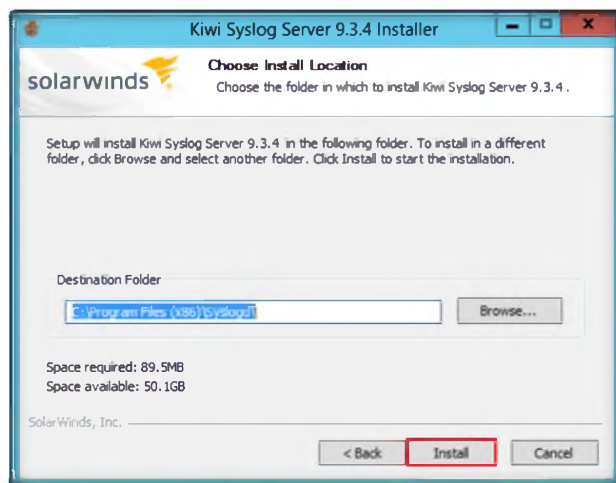 Kiwi Syslog Server 9.3.4 Installer
solarwinds
Choose Install Location
Choose the folder in which to install Kiwi Syslog Server 9.3.4 .
Setup will install Kiwi Syslog Server 9.3.4 in the following folder. To install in a different
folder, click Browse and select another folder. Click Install to start the installation.
Destination Folder
C:\Program Files (x86)\Syslogd\
Browse...
Space required: 89.5MB
Space available: 50.1GB
SolarWinds, Inc.
< Back
Install
Cancel